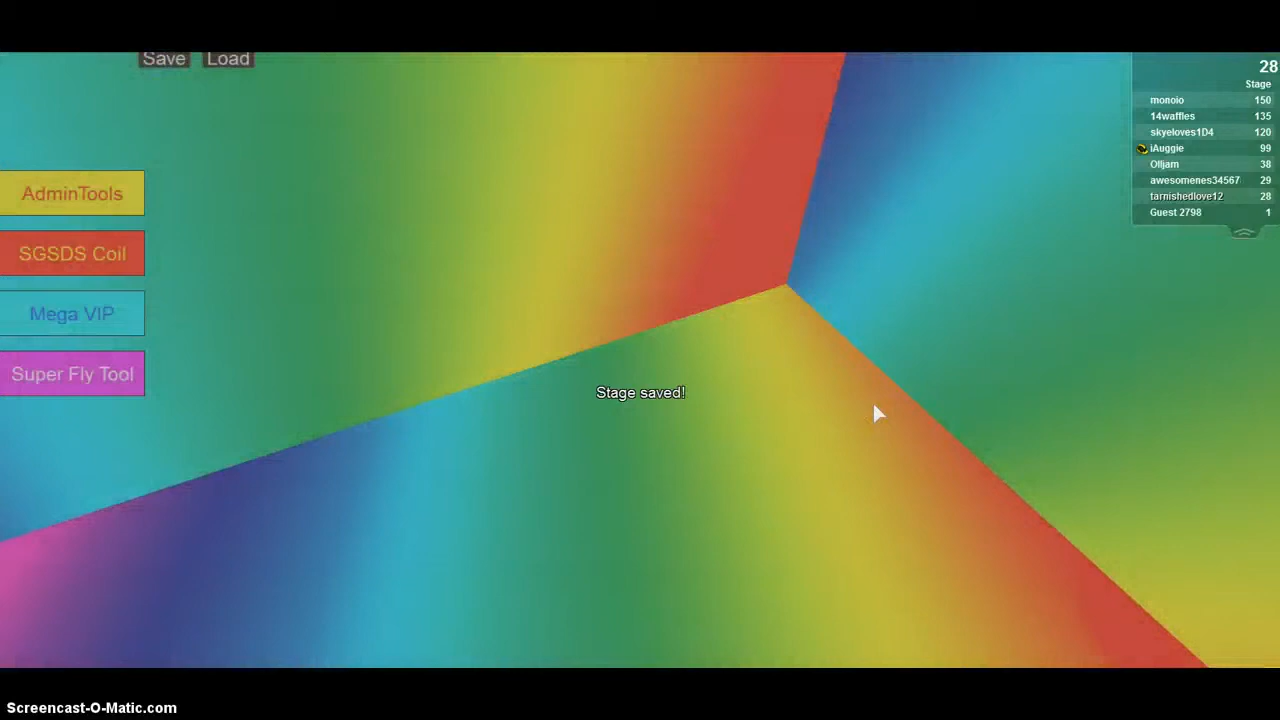 Save Load
28
Stage
monoio 150
14waffles 135
skyeloves1D4 120
iAuggie 99
Olljam 38
awesomenes34567 29
tarnishedlove12 28
Guest 2798 1
AdminTools
SGSDS Coil
Mega VIP
Super Fly Tool
Stage saved!
Screencast-O-Matic.com